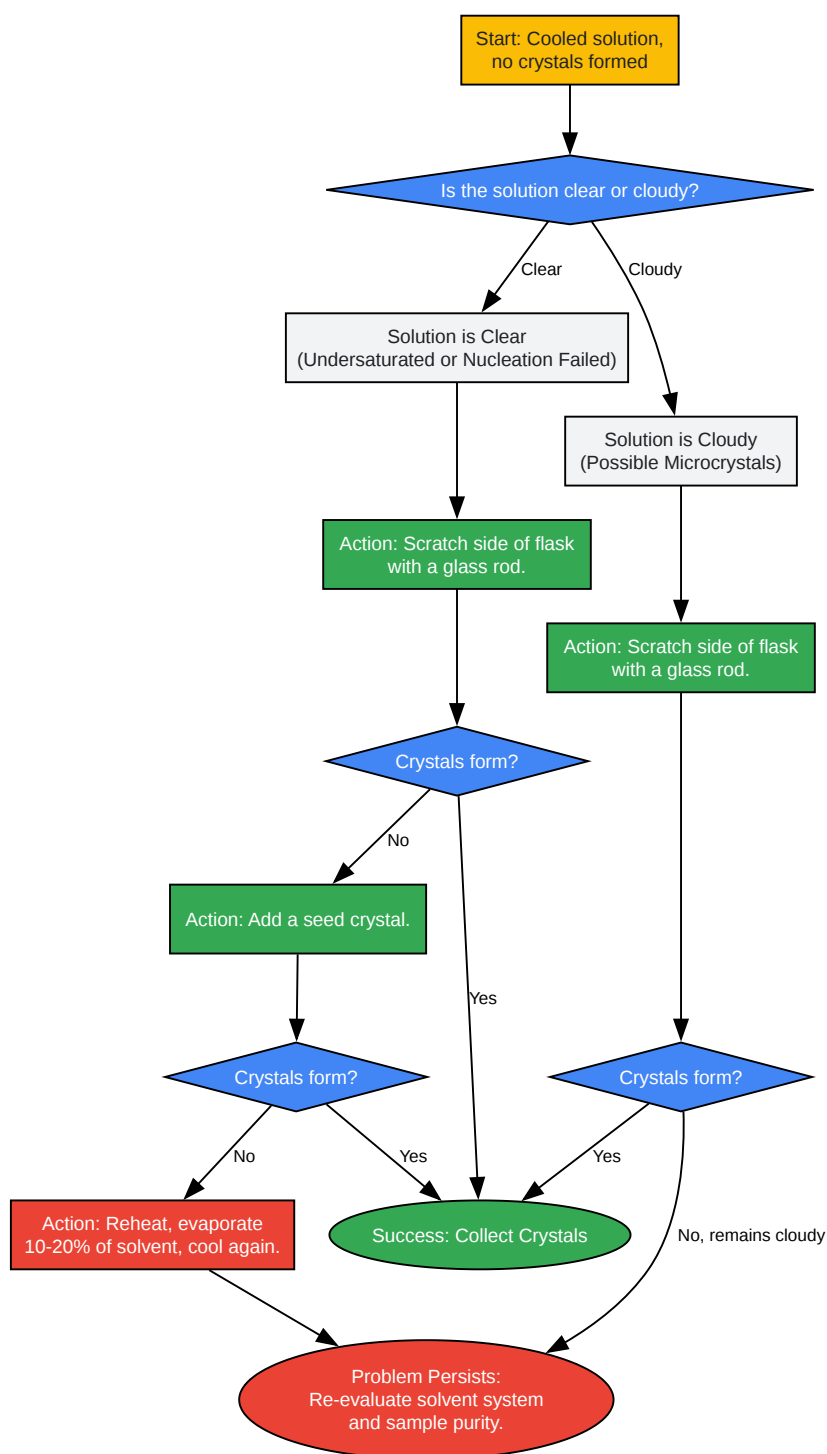 Start: Cooled solution,
no crystals formed
Is the solution clear or cloudy?
Clear
Cloudy
Solution is Clear
(Undersaturated or Nucleation Failed)
Solution is Cloudy
(Possible Microcrystals)
Action: Scratch side of flask
with a glass rod.
Action: Scratch side of flask
with a glass rod.
Crystals form?
No
Action: Add a seed crystal.
Yes
Crystals form?
Crystals form?
No
Yes
Yes
Action: Reheat, evaporate
10-20% of solvent, cool again.
Success: Collect Crystals
No, remains cloudy
Problem Persists:
Re-evaluate solvent system
and sample purity.